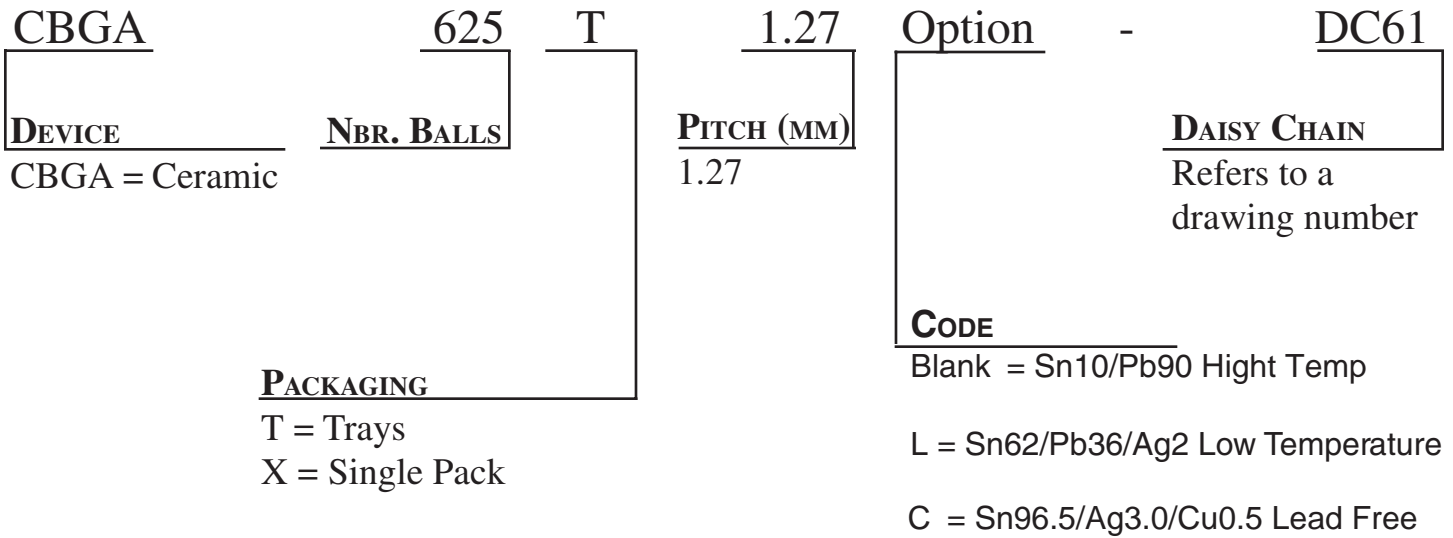 CBGA 625 T 1.27 Option - DC61
DEVICE NBR. BALLS PITCH (MM) DAISY CHAIN
CBGA = Ceramic 1.27 Refers to a
drawing number
CODE
Blank = Sn10/Pb90 Hight Temp
PACKAGING
T = Trays
L = Sn62/Pb36/Ag2 Low Temperature
X = Single Pack
C = Sn96.5/Ag3.0/Cu0.5 Lead Free